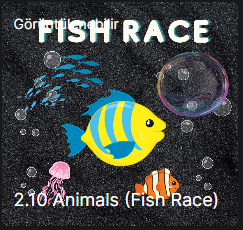 Görüntülenebilir
FISH RACE
2.10 Animals (Fish Race)